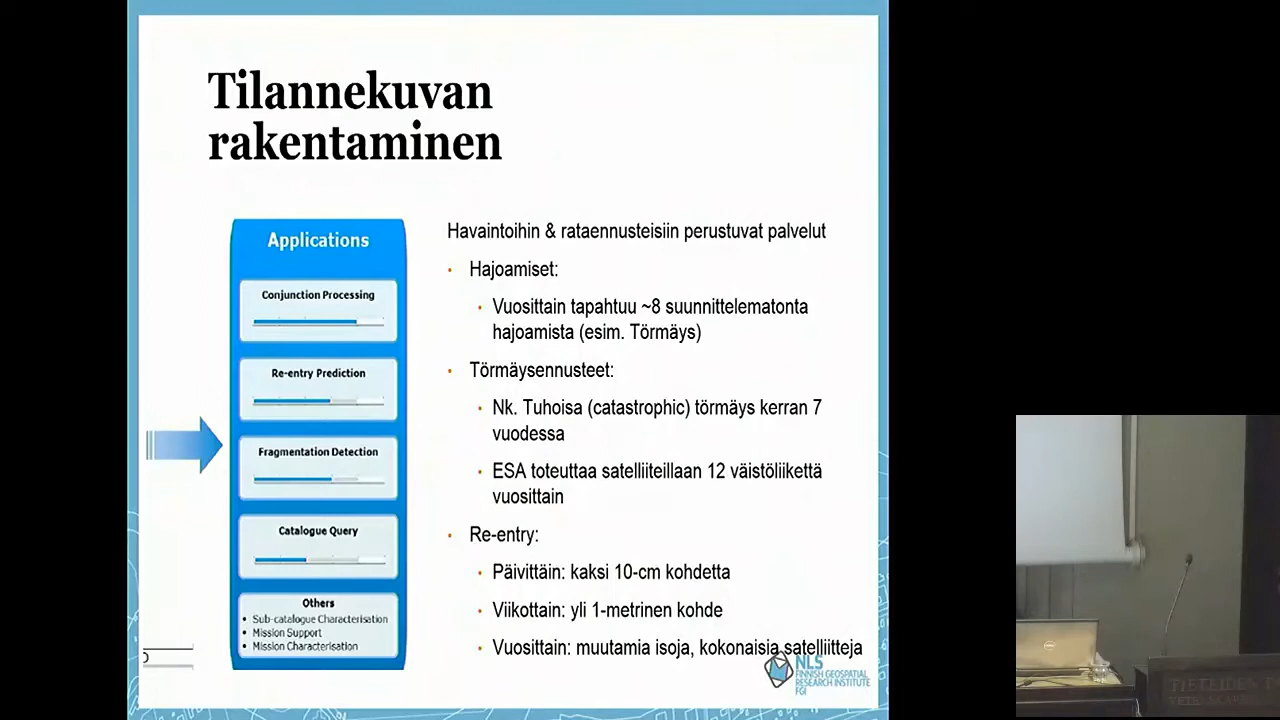 Tilannekuvan
rakentaminen
Applications
Conjunction Processing
Re-entry Prediction
Fragmentation Detection
Catalogue Query
Others
• Sub-catalogue Characterisation
• Mission Support
• Mission Characterisation
Havaintoihin & rataennusteisiin perustuvat palvelut
• Hajoamiset:
• Vuosittain tapahtuu ~8 suunnittelematonta
hajoamista (esim. Törmäys)
• Törmäysennusteet:
• Nk. Tuhoisa (catastrophic) törmäys kerran 7
vuodessa
• ESA toteuttaa satelliiteillaan 12 väistöliikettä
vuosittain
• Re-entry:
• Päivittäin: kaksi 10-cm kohdetta
• Viikottain: yli 1-metrinen kohde
• Vuosittain: muutamia isoja, kokonaisia satelliitteja
NLS
FINNISH GEOSPATIAL
RESEARCH INSTITUTE
FGI
TIETEIDEN